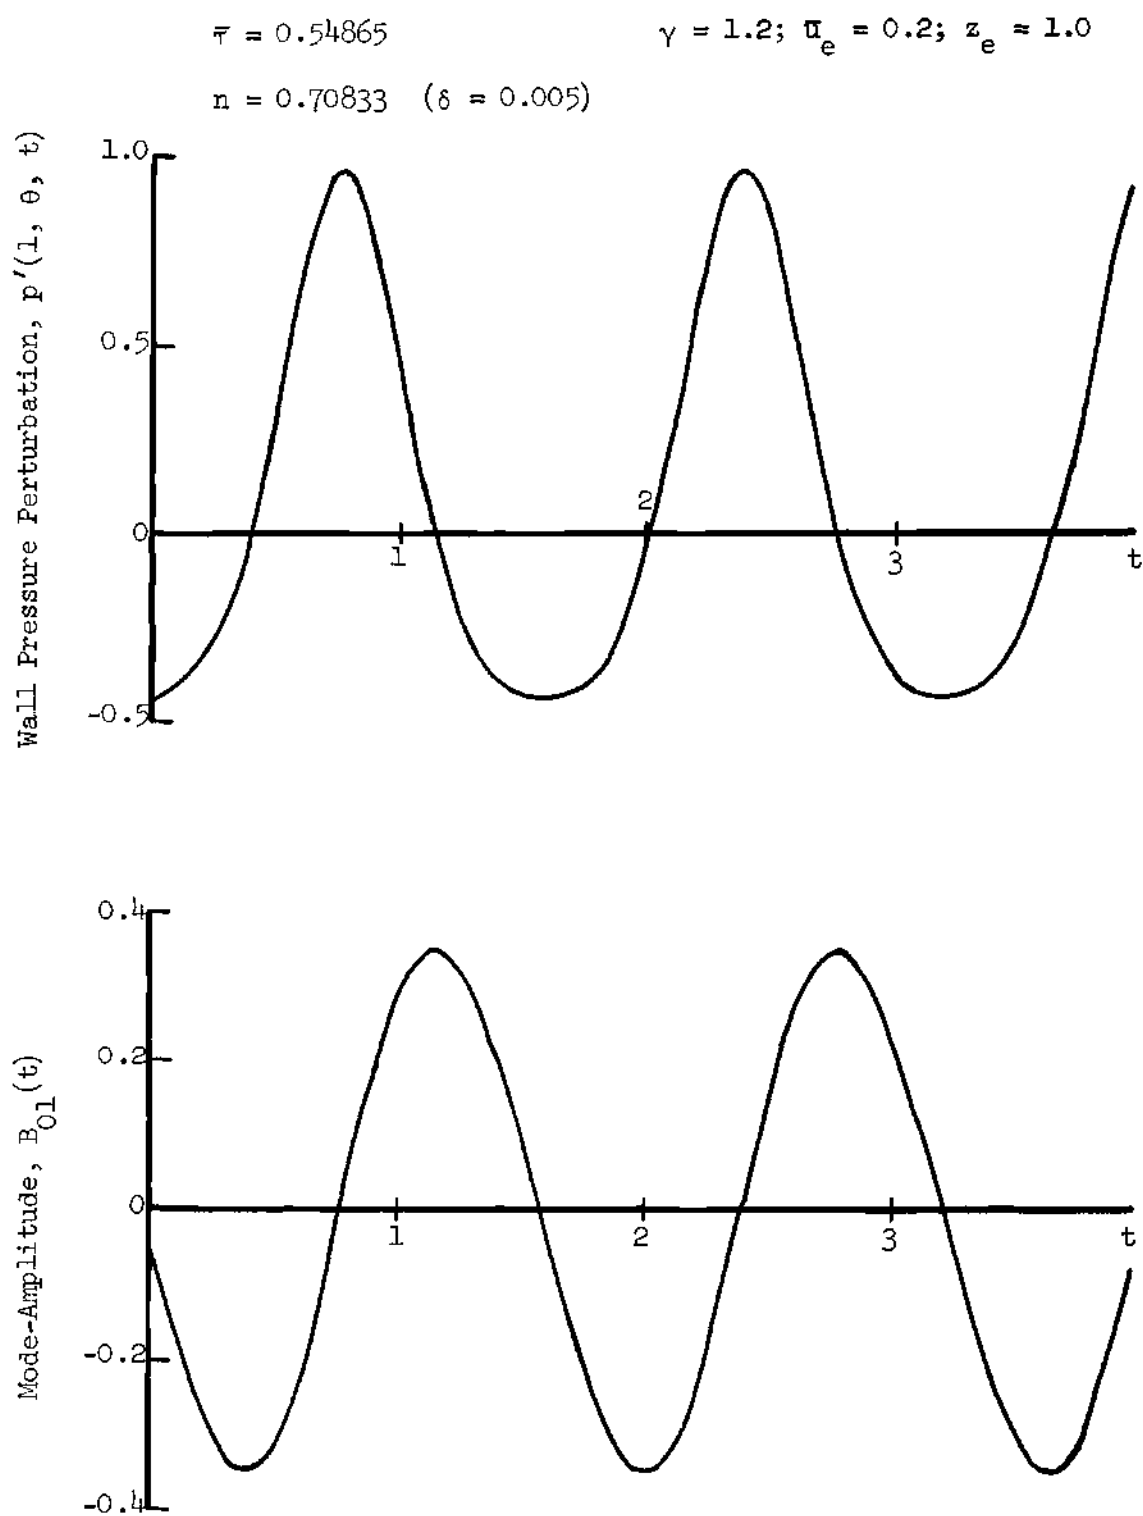 τ̄ = 0.54865
γ = 1.2; ū_e = 0.2; z_e = 1.0
n = 0.70833 (δ = 0.005)
Wall Pressure Perturbation, p′(1, θ, t)
1.0
0.5
0
-0.5
1
2
3
t
Mode-Amplitude, B_01(t)
0.4
0.2
0
-0.2
-0.4
1
2
3
t